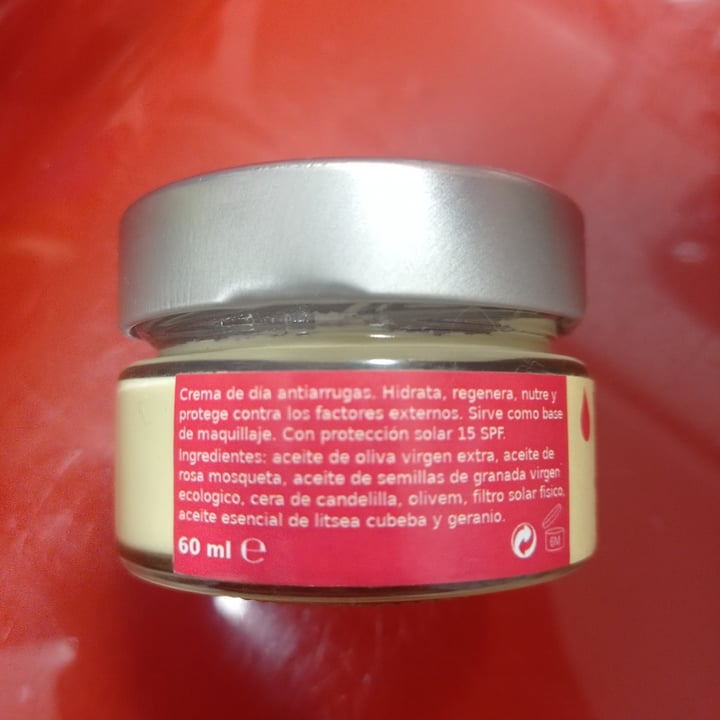 Crema de día antiarrugas. Hidrata, regenera, nutre y
protege contra los factores externos. Sirve como base
de maquillaje. Con protección solar 15 SPF.
Ingredientes: aceite de oliva virgen extra, aceite de
rosa mosqueta, aceite de semillas de granada virgen
ecologico, cera de candelilla, olivem, filtro solar fisico,
aceite esencial de litsea cubeba y geranio.
60 ml ℮
6M